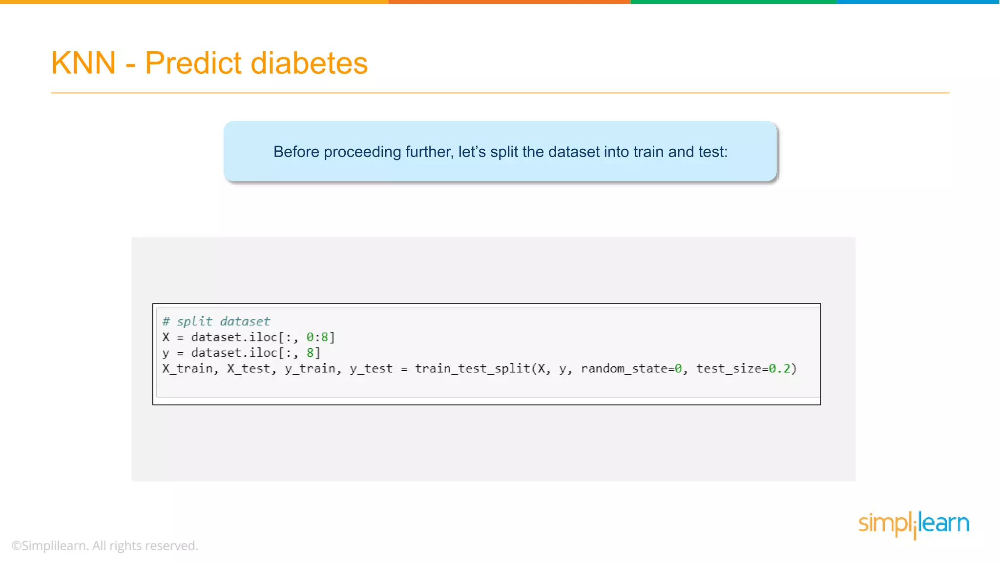 KNN - Predict diabetes
Before proceeding further, let’s split the dataset into train and test:
# split dataset
X = dataset.iloc[:, 0:8]
y = dataset.iloc[:, 8]
X_train, X_test, y_train, y_test = train_test_split(X, y, random_state=0, test_size=0.2)
simplilearn
©Simplilearn. All rights reserved.